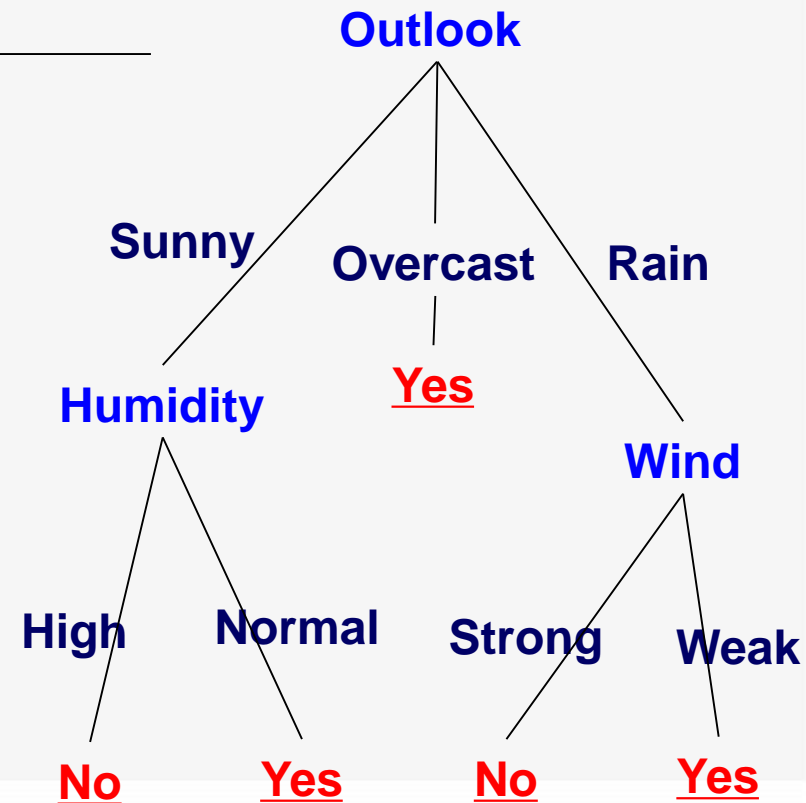 Outlook
Sunny
Overcast
Rain
Humidity
Yes
Wind
High
Normal
Strong
Weak
No
Yes
No
Yes